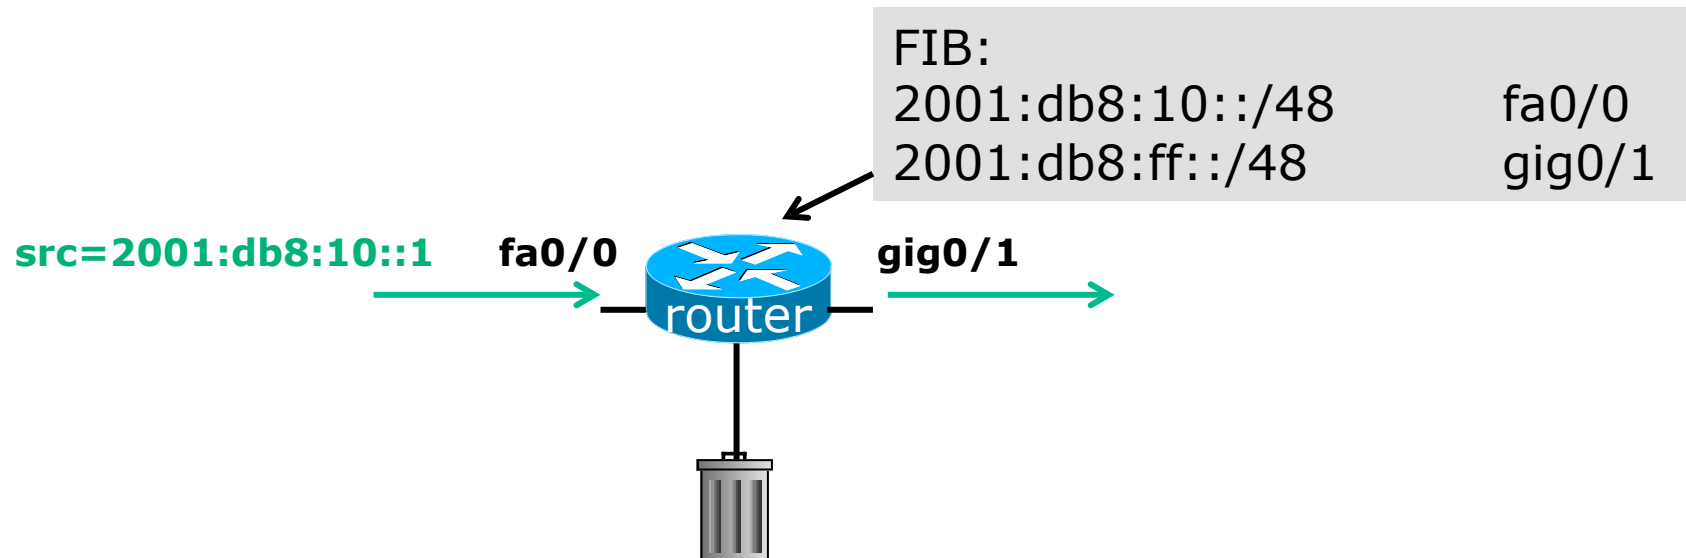 FIB:
2001:db8:10::/48 fa0/0
2001:db8:ff::/48 gig0/1
src=2001:db8:10::1 fa0/0 gig0/1
router